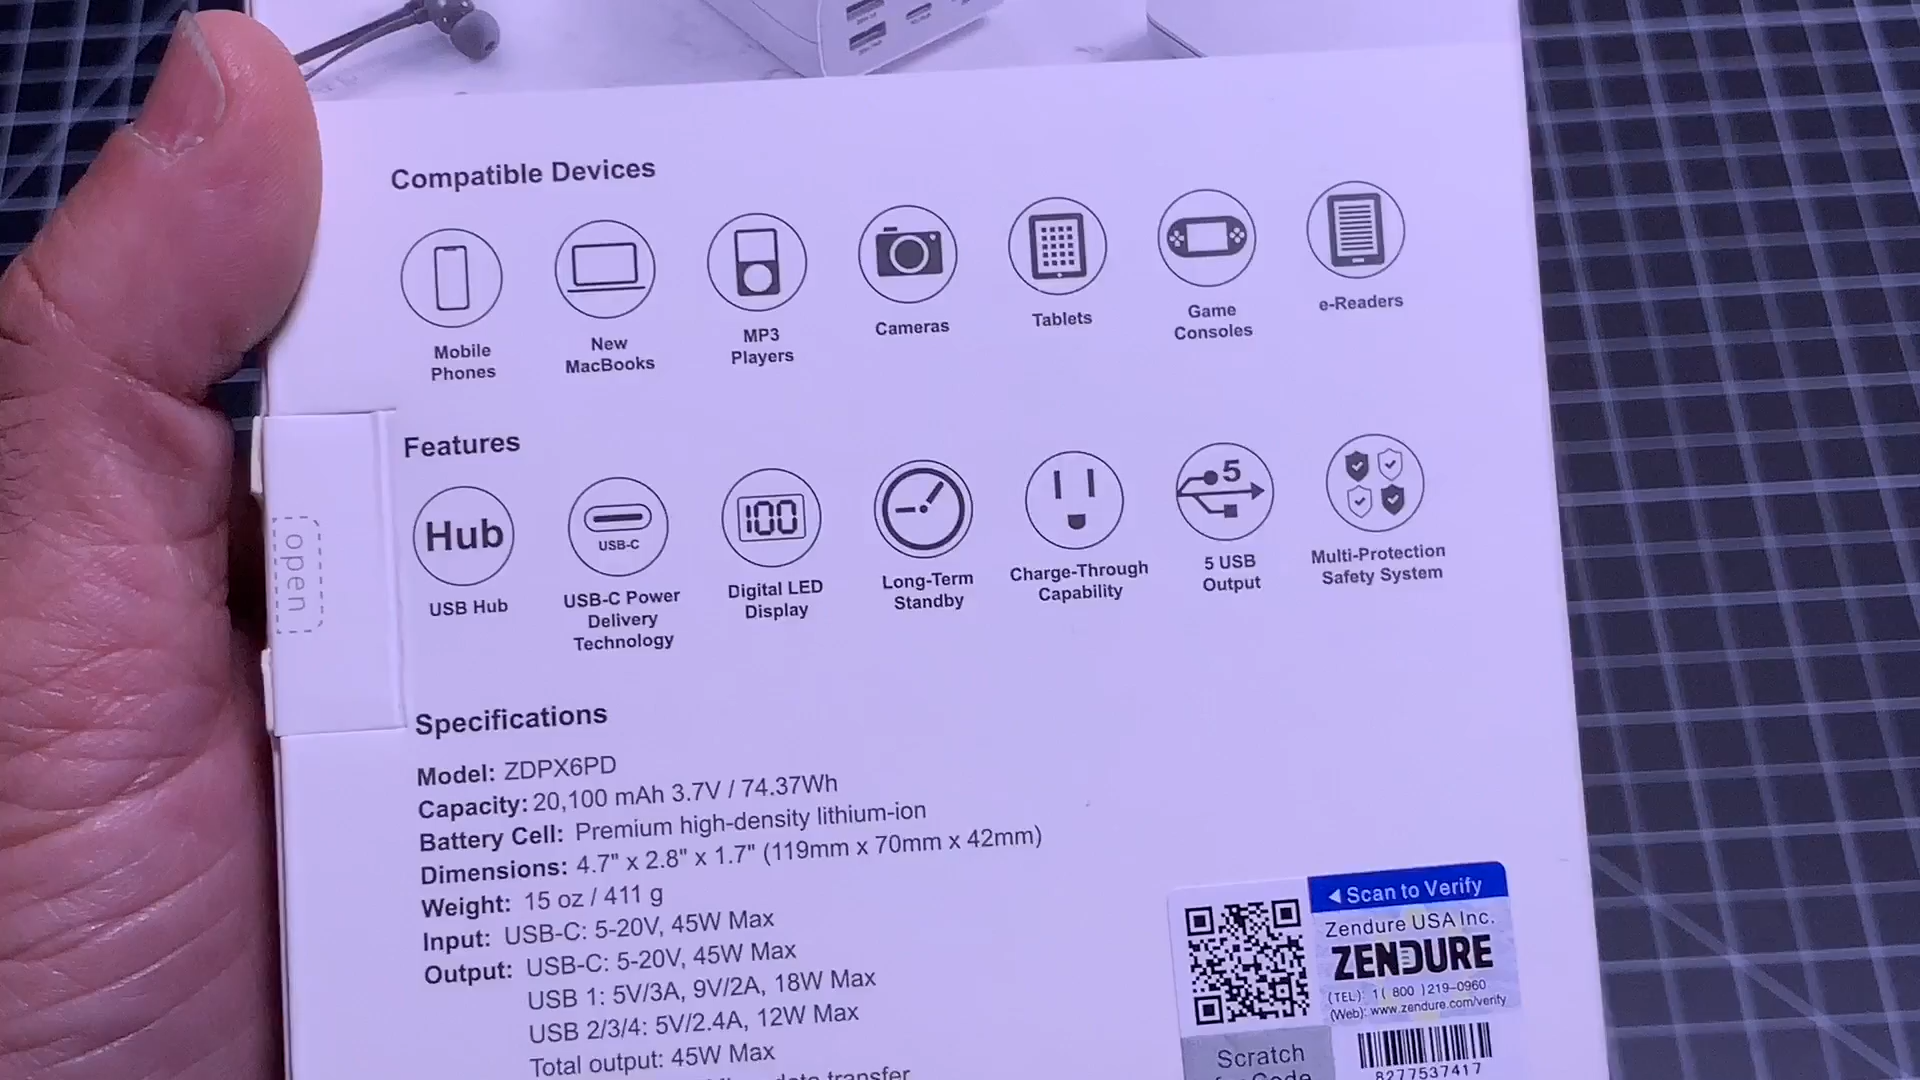 Compatible Devices
Mobile
Phones
New
MacBooks
MP3
Players
Cameras
Tablets
Game
Consoles
e-Readers
Features
Hub
USB Hub
USB-C
USB-C Power
Delivery
Technology
100
Digital LED
Display
Long-Term
Standby
Charge-Through
Capability
5
5 USB
Output
Multi-Protection
Safety System
open
Specifications
Model: ZDPX6PD
Capacity: 20,100 mAh 3.7V / 74.37Wh
Battery Cell: Premium high-density lithium-ion
Dimensions: 4.7" x 2.8" x 1.7" (119mm x 70mm x 42mm)
Weight: 15 oz / 411 g
Input: USB-C: 5-20V, 45W Max
Output: USB-C: 5-20V, 45W Max
USB 1: 5V/3A, 9V/2A, 18W Max
USB 2/3/4: 5V/2.4A, 12W Max
Total output: 45W Max
data transfer
◀ Scan to Verify
Zendure USA Inc.
ZENDURE
(TEL): 1( 800 )219-0960
(Web): www.zendure.com/verify
Scratch
for Code
8277537417